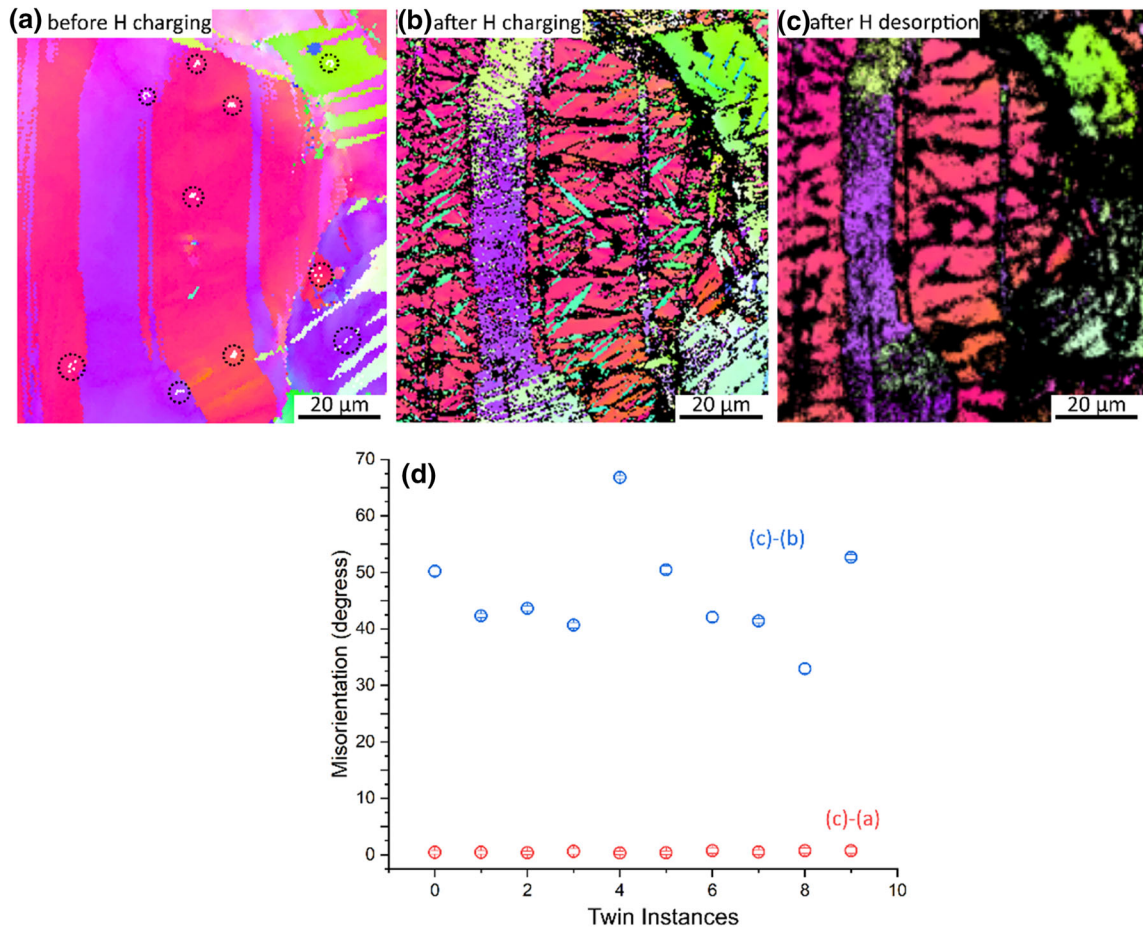 (a) before H charging
(b) after H charging
(c) after H desorption
20 µm
20 µm
20 µm
(d)
70
60
50
40
30
20
10
0
Misorientation (degress)
(c)-(b)
(c)-(a)
0 2 4 6 8 10
Twin Instances